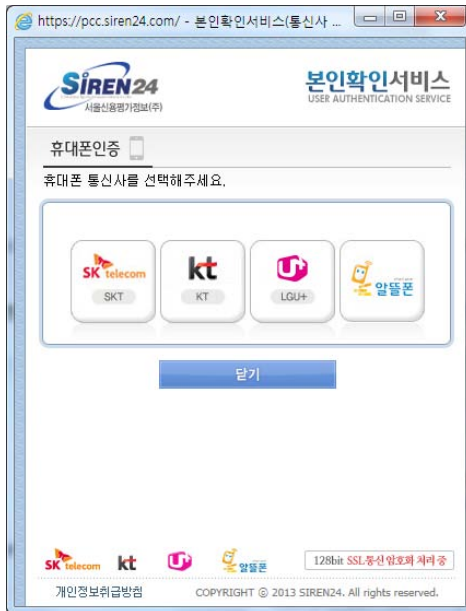 https://pcc.siren24.com/ - 본인확인서비스(통신사 ...
SiREN24
서울신용평가정보(주)
본인확인서비스
USER AUTHENTICATION SERVICE
휴대폰인증
휴대폰 통신사를 선택해주세요.
SK telecom
SKT
kt
KT
U+
LGU+
알뜰폰
닫기
SK telecom
kt
U+
알뜰폰
128bit SSL통신 암호화 처리 중
개인정보취급방침
COPYRIGHT ⓒ 2013 SIREN24. All rights reserved.